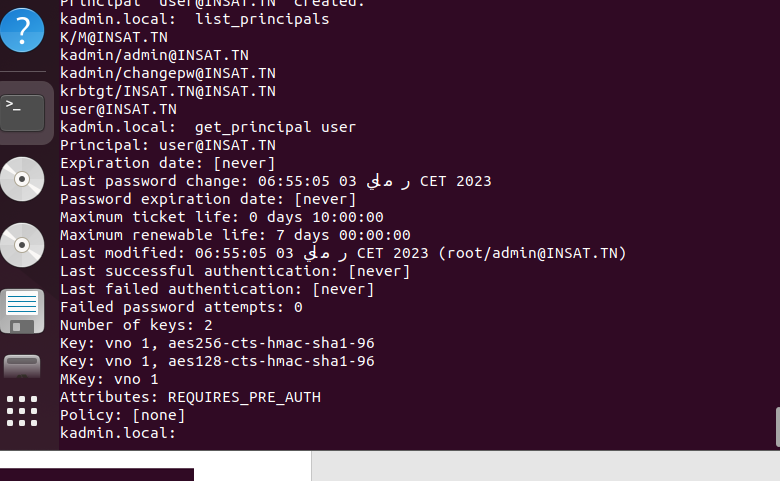 Principal "user@INSAT.TN" created.
kadmin.local:  list_principals
K/M@INSAT.TN
kadmin/admin@INSAT.TN
kadmin/changepw@INSAT.TN
krbtgt/INSAT.TN@INSAT.TN
user@INSAT.TN
kadmin.local:  get_principal user
Principal: user@INSAT.TN
Expiration date: [never]
Last password change: 06:55:05 03 CET 2023
Password expiration date: [never]
Maximum ticket life: 0 days 10:00:00
Maximum renewable life: 7 days 00:00:00
Last modified: 06:55:05 03 CET 2023 (root/admin@INSAT.TN)
Last successful authentication: [never]
Last failed authentication: [never]
Failed password attempts: 0
Number of keys: 2
Key: vno 1, aes256-cts-hmac-sha1-96
Key: vno 1, aes128-cts-hmac-sha1-96
MKey: vno 1
Attributes: REQUIRES_PRE_AUTH
Policy: [none]
kadmin.local: